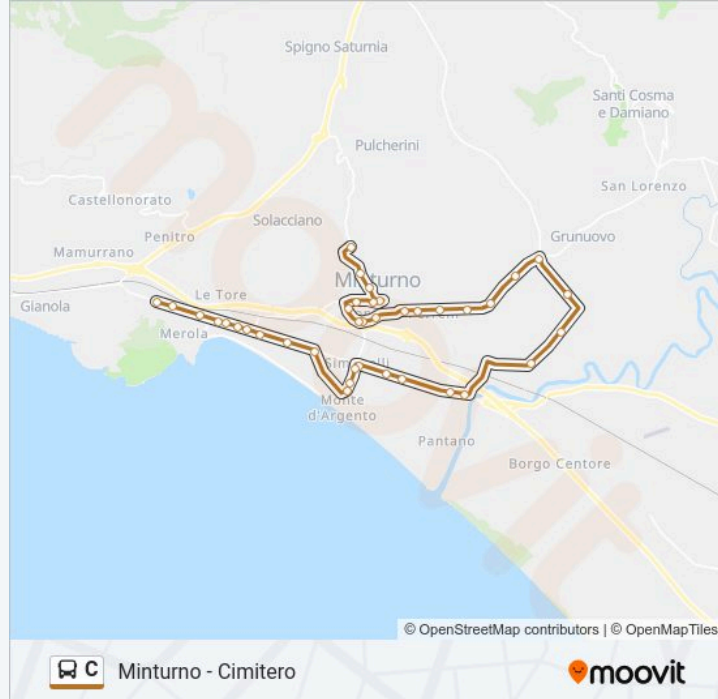 Spigno Saturnia
Santi Cosma
e Damiano
Pulcherini
San Lorenzo
Castellonorato
Solacciano
Penitro
Grunuovo
Mamurrano
Minturno
Le Tore
Gianola
Merola
Monte
d'Argento
Pantano
Borgo Centore
moovit
© OpenStreetMap contributors | © OpenMapTiles
C Minturno - Cimitero
moovit